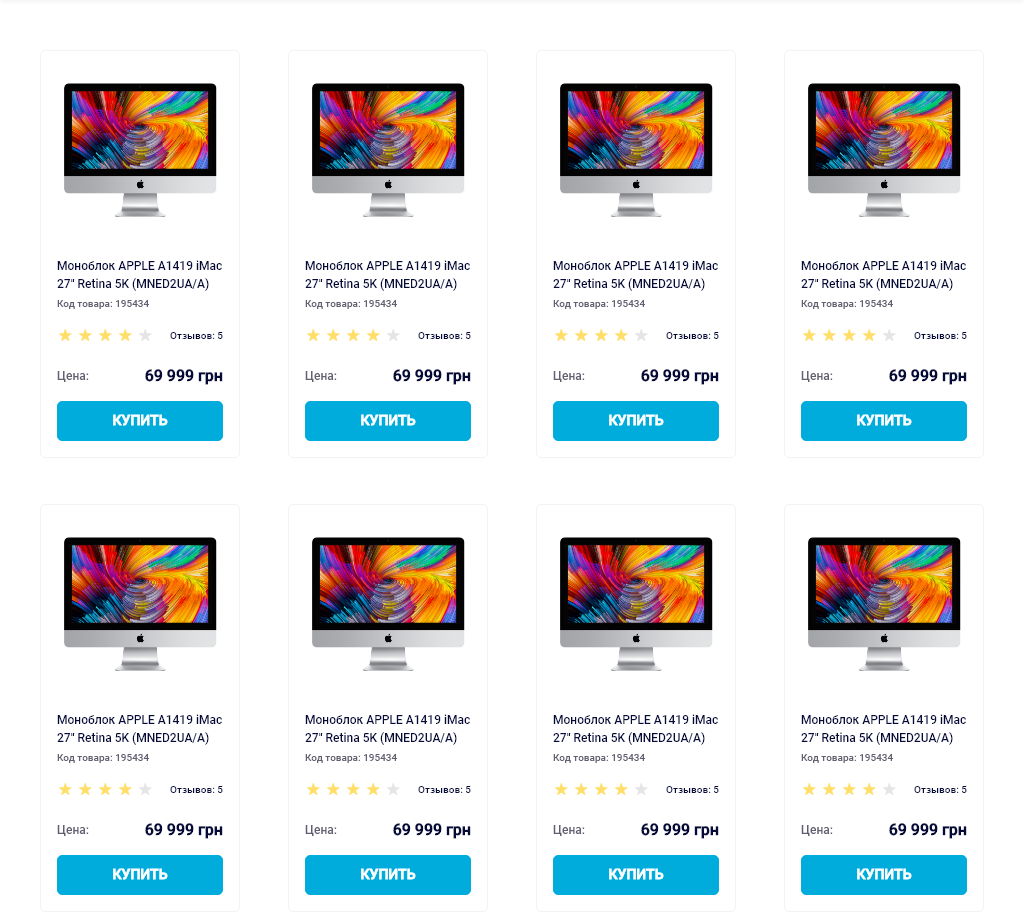 Моноблок APPLE A1419 iMac
27" Retina 5K (MNED2UA/A)
Код товара: 195434
Отзывов: 5
Цена: 69 999 грн
КУПИТЬ
Моноблок APPLE A1419 iMac
27" Retina 5K (MNED2UA/A)
Код товара: 195434
Отзывов: 5
Цена: 69 999 грн
КУПИТЬ
Моноблок APPLE A1419 iMac
27" Retina 5K (MNED2UA/A)
Код товара: 195434
Отзывов: 5
Цена: 69 999 грн
КУПИТЬ
Моноблок APPLE A1419 iMac
27" Retina 5K (MNED2UA/A)
Код товара: 195434
Отзывов: 5
Цена: 69 999 грн
КУПИТЬ
Моноблок APPLE A1419 iMac
27" Retina 5K (MNED2UA/A)
Код товара: 195434
Отзывов: 5
Цена: 69 999 грн
КУПИТЬ
Моноблок APPLE A1419 iMac
27" Retina 5K (MNED2UA/A)
Код товара: 195434
Отзывов: 5
Цена: 69 999 грн
КУПИТЬ
Моноблок APPLE A1419 iMac
27" Retina 5K (MNED2UA/A)
Код товара: 195434
Отзывов: 5
Цена: 69 999 грн
КУПИТЬ
Моноблок APPLE A1419 iMac
27" Retina 5K (MNED2UA/A)
Код товара: 195434
Отзывов: 5
Цена: 69 999 грн
КУПИТЬ